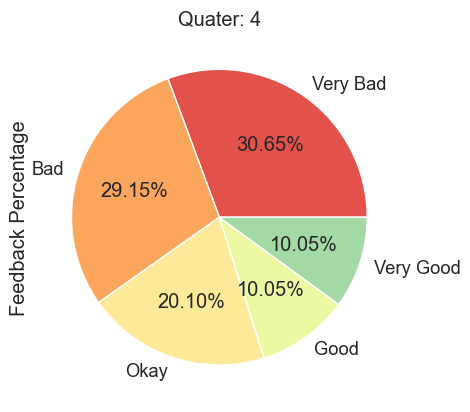 Quater: 4
Very Bad
30.65%
Bad
29.15%
Feedback Percentage
10.05%
Very Good
20.10%
10.05%
Good
Okay